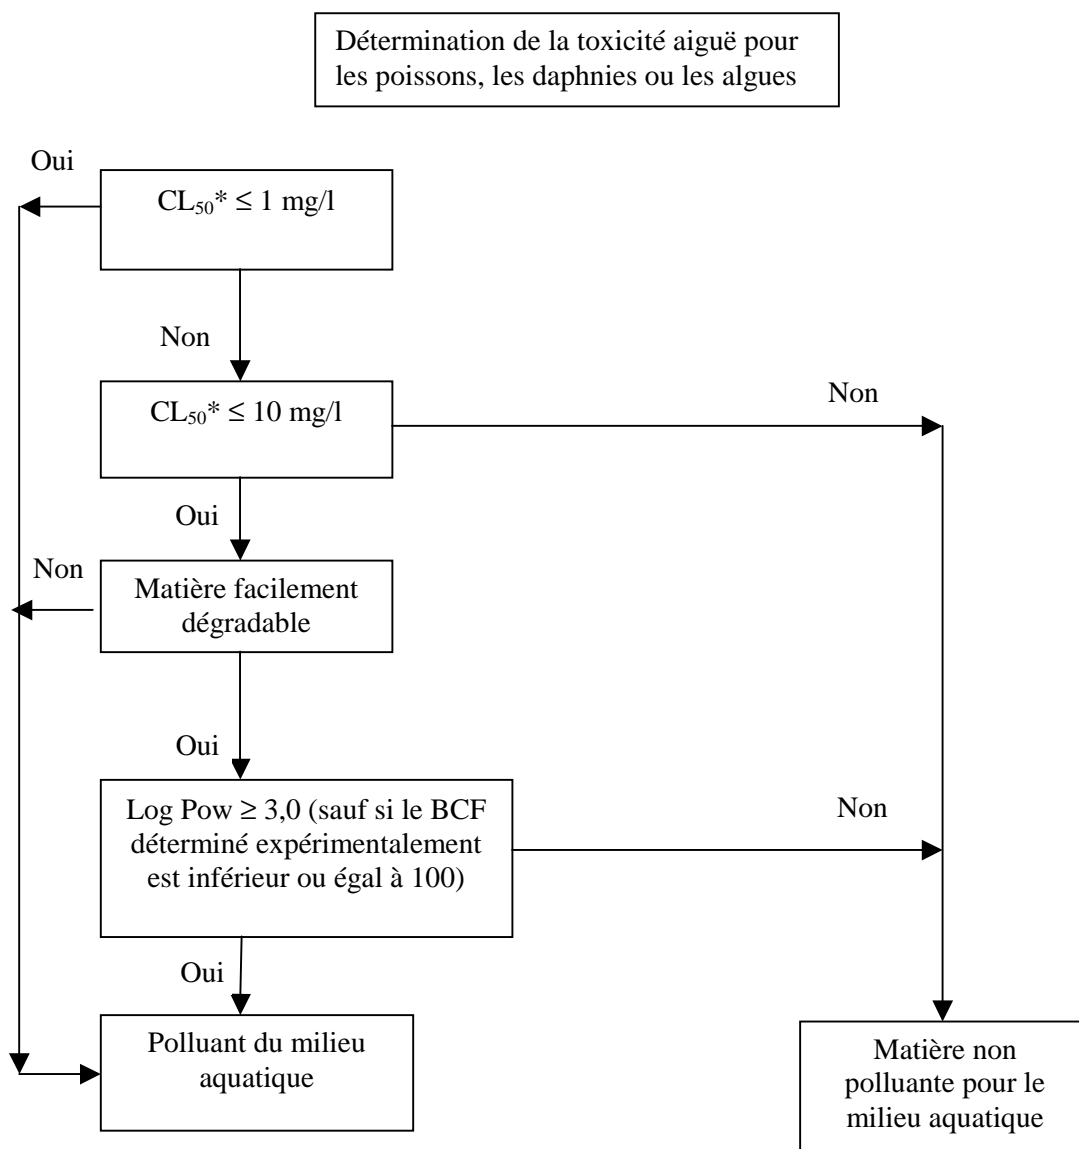 Détermination de la toxicité aiguë pour
les poissons, les daphnies ou les algues
Oui
CL50* ≤ 1 mg/l
Non
CL50* ≤ 10 mg/l
Non
Oui
Non
Matière facilement
dégradable
Oui
Log Pow ≥ 3,0 (sauf si le BCF
déterminé expérimentalement
est inférieur ou égal à 100)
Non
Oui
Polluant du milieu
aquatique
Matière non
polluante pour le
milieu aquatique